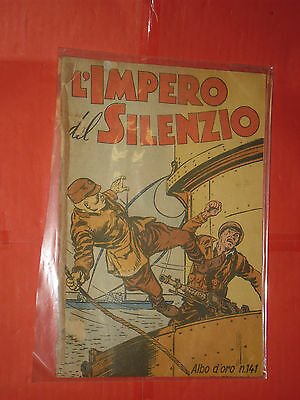 L'IMPERO
del SILENZIO
Albo d'oro n.141